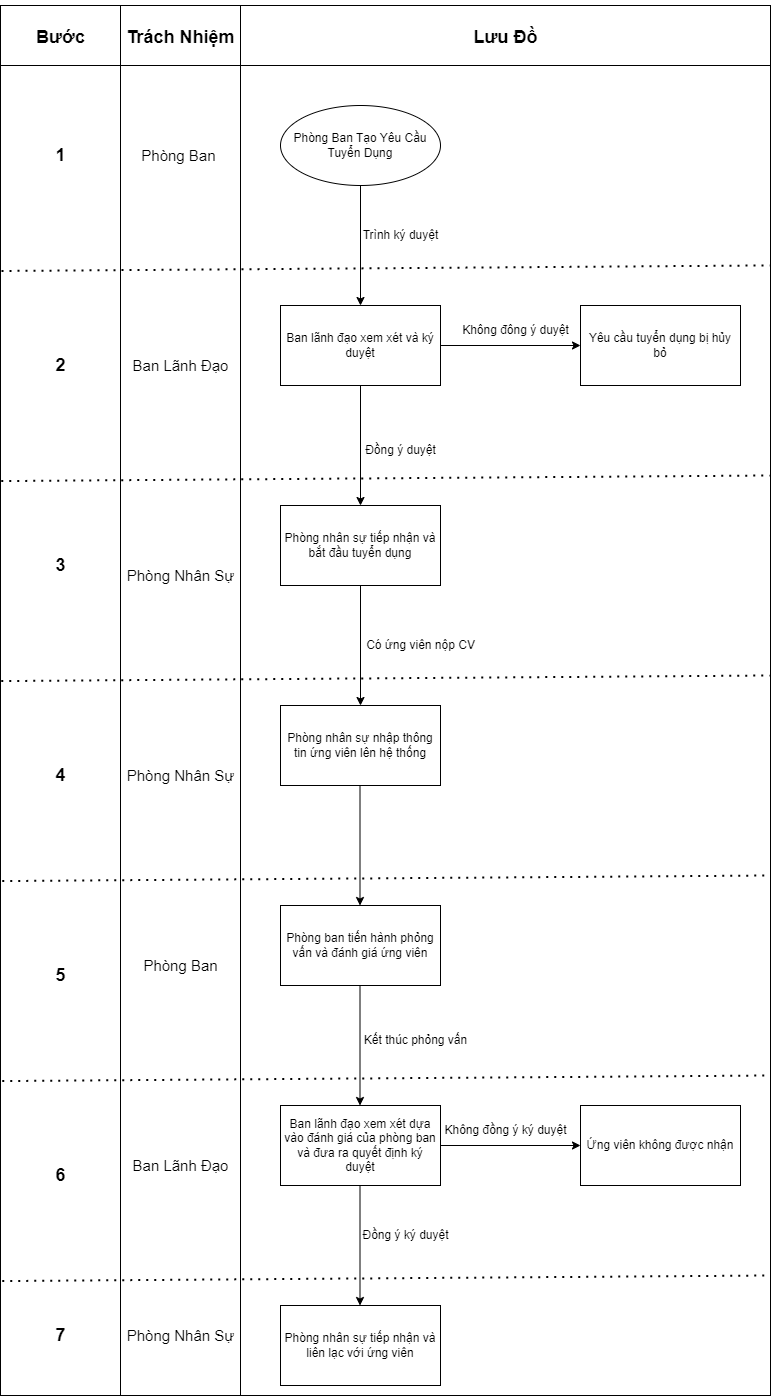 Bước
Trách Nhiệm
Lưu Đồ
1
Phòng Ban
Phòng Ban Tạo Yêu Cầu
Tuyển Dụng
Trình ký duyệt
2
Ban Lãnh Đạo
Ban lãnh đạo xem xét và ký
duyệt
Không đông ý duyệt
Yêu cầu tuyển dụng bị hủy
bỏ
Đồng ý duyệt
3
Phòng Nhân Sự
Phòng nhân sự tiếp nhận và
bắt đầu tuyển dụng
Có ứng viên nộp CV
4
Phòng Nhân Sự
Phòng nhân sự nhập thông
tin ứng viên lên hệ thống
5
Phòng Ban
Phòng ban tiến hành phỏng
vấn và đánh giá ứng viên
Kết thúc phỏng vấn
6
Ban Lãnh Đạo
Ban lãnh đạo xem xét dựa
vào đánh giá của phòng ban
và đưa ra quyết định ký
duyệt
Không đồng ý ký duyệt
Ứng viên không được nhận
Đồng ý ký duyệt
7
Phòng Nhân Sự
Phòng nhân sự tiếp nhận và
liên lạc với ứng viên